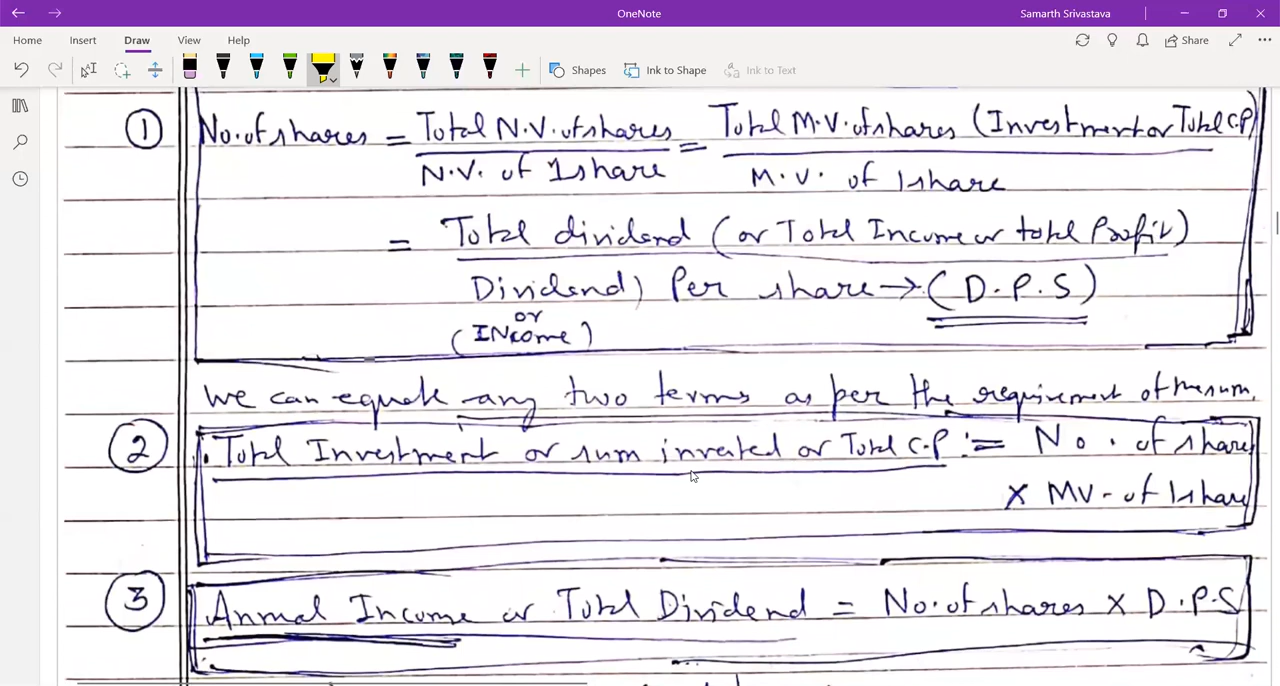 OneNote
Samarth Srivastava
Home Insert Draw View Help
Share
Shapes Ink to Shape Ink to Text
① No. of shares = Total N.V. of shares / N.V. of 1 share = Total M.V. of shares (Investment or Total C.P) / M.V. of 1 share
= Total dividend (or Total Income or total Profit) / Dividend) Per share → (D.P.S)
or
(INcome)
We can equate any two terms as per the requirement of the sum.
② Total Investment or sum invested or Total C.P := No. of share
× MV. of 1 share
③ Annual Income or Total Dividend = No. of shares × D.P.S